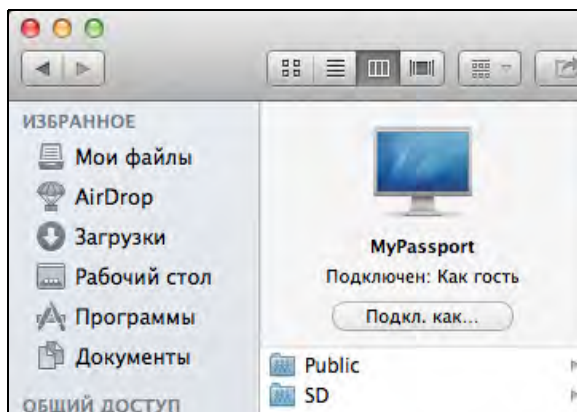 ИЗБРАННОЕ
Мои файлы
AirDrop
Загрузки
Рабочий стол
Программы
Документы
ОБЩИЙ ДОСТУП
MyPassport
Подключен: Как гость
Подкл. как...
Public
SD